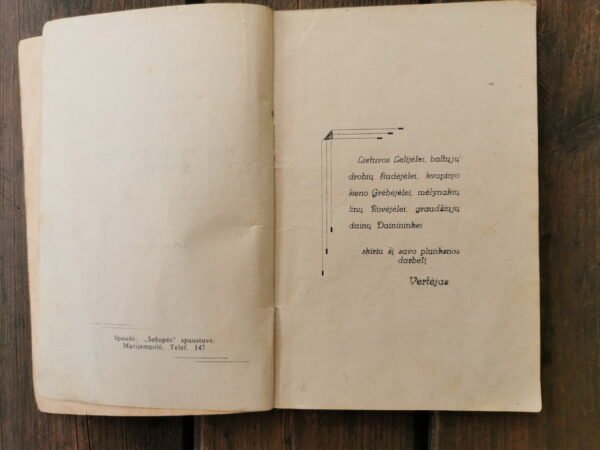 Spaudė: „Šešupės“ spaustuvė,
Marijampolė, Telef. 147
Lietuvos Lelijėlei, baltųjų
drobių Audėjėlei, kvapiojo
šieno Grėbėjėlei, mėlynakių
linų Rovėjėlei, graudžiųjų
dainų Dainininkei
skiriu šį savo plunksnos
darbelį
Vertėjas